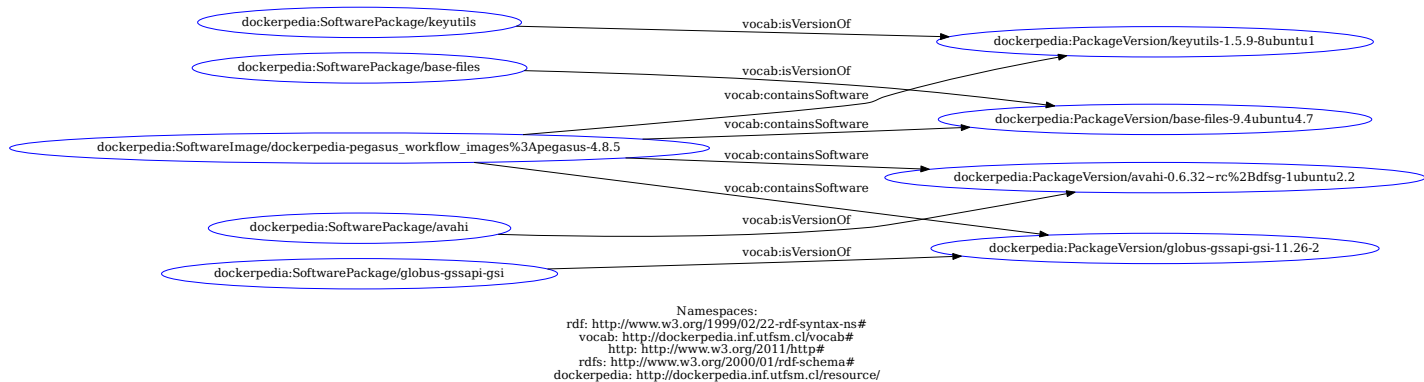 dockerpedia:SoftwarePackage/keyutils
vocab:isVersionOf
dockerpedia:PackageVersion/keyutils-1.5.9-8ubuntu1
dockerpedia:SoftwarePackage/base-files
vocab:isVersionOf
vocab:containsSoftware
dockerpedia:PackageVersion/base-files-9.4ubuntu4.7
vocab:containsSoftware
dockerpedia:SoftwareImage/dockerpedia-pegasus_workflow_images%3Apegasus-4.8.5
vocab:containsSoftware
dockerpedia:PackageVersion/avahi-0.6.32~rc%2Bdfsg-1ubuntu2.2
vocab:containsSoftware
dockerpedia:SoftwarePackage/avahi
vocab:isVersionOf
dockerpedia:PackageVersion/globus-gssapi-gsi-11.26-2
vocab:isVersionOf
dockerpedia:SoftwarePackage/globus-gssapi-gsi
Namespaces:
rdf: http://www.w3.org/1999/02/22-rdf-syntax-ns#
vocab: http://dockerpedia.inf.utfsm.cl/vocab#
http: http://www.w3.org/2011/http#
rdfs: http://www.w3.org/2000/01/rdf-schema#
dockerpedia: http://dockerpedia.inf.utfsm.cl/resource/